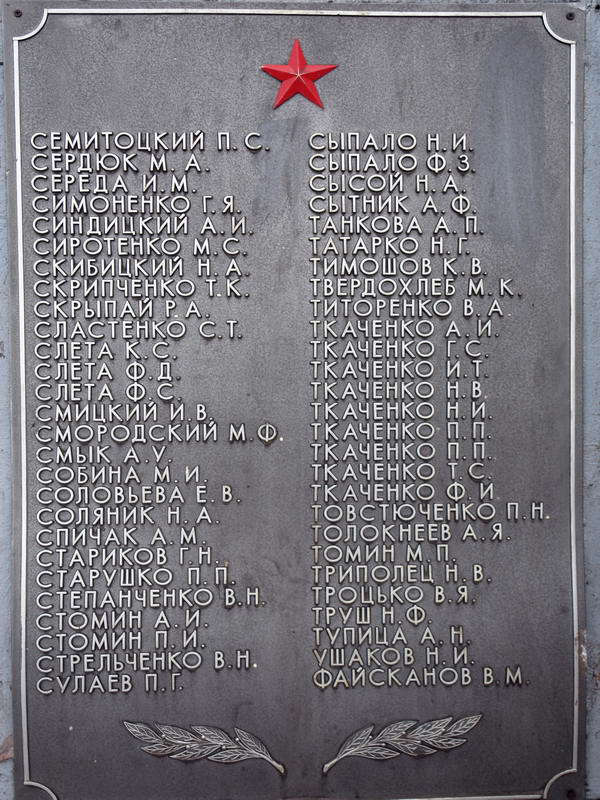 СЕМИТОЦКИЙ П. С.
СЕРДЮК М. А.
СЕРЕДА И. М.
СИМОНЕНКО Г. Я.
СИНДИЦКИЙ А. И.
СИРОТЕНКО М. С.
СКИБИЦКИЙ Н. А.
СКРИПЧЕНКО Т. К.
СКРЫПАЙ Р. А.
СЛАСТЕНКО С. Т.
СЛЕТА К. С.
СЛЕТА Ф. Д.
СЛЕТА Ф. С.
СМИЦКИЙ И. В.
СМОРОДСКИЙ М. Ф.
СМЫК А. У.
СОБИНА М. И.
СОЛОВЬЕВА Е. В.
СОЛЯНИК Н. А.
СПИЧАК А. М.
СТАРИКОВ Г. Н.
СТАРУШКО П. П.
СТЕПАНЧЕНКО В. Н.
СТОМИН А. И.
СТОМИН П. И.
СТРЕЛЬЧЕНКО В. Н.
СУЛАЕВ П. Г.
СЫПАЛО Н. И.
СЫПАЛО Ф. З.
СЫСОЙ Н. А.
СЫТНИК А. Ф.
ТАНКОВА А. П.
ТАТАРКО Н. Г.
ТИМОШОВ К. В.
ТВЕРДОХЛЕБ М. К.
ТИТОРЕНКО В. А.
ТКАЧЕНКО А. И.
ТКАЧЕНКО Г. С.
ТКАЧЕНКО И. Т.
ТКАЧЕНКО Н. В.
ТКАЧЕНКО Н. И.
ТКАЧЕНКО П. П.
ТКАЧЕНКО П. П.
ТКАЧЕНКО Т. С.
ТКАЧЕНКО Ф. И
ТОВСТЮЧЕНКО П. Н.
ТОЛОКНЕЕВ А. Я.
ТОМИН М. П.
ТРИПОЛЕЦ Н. В.
ТРОЦЬКО В. Я.
ТРУШ Н. Ф.
ТУПИЦА А. Н.
УШАКОВ Н. И.
ФАЙСКАНОВ В. М.